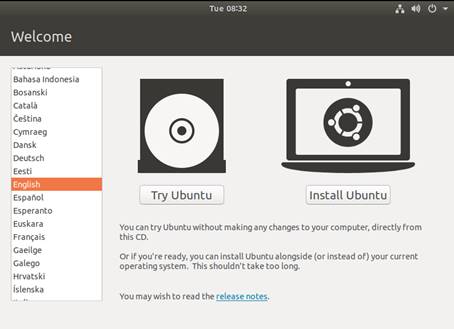 Tue 08:32
Welcome
Bahasa Indonesia
Bosanski
Català
Čeština
Cymraeg
Dansk
Deutsch
Eesti
English
Español
Esperanto
Euskara
Français
Gaeilge
Galego
Hrvatski
Íslenska
Try Ubuntu
Install Ubuntu
You can try Ubuntu without making any changes to your computer, directly from
this CD.
Or if you're ready, you can install Ubuntu alongside (or instead of) your current
operating system. This shouldn't take too long.
You may wish to read the release notes.